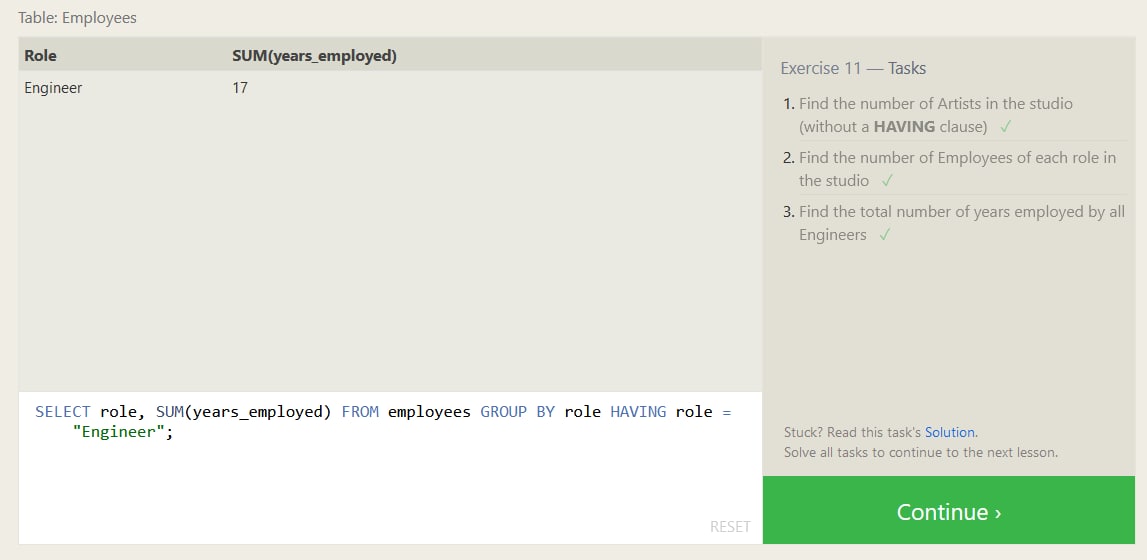 Table: Employees
Role SUM(years_employed)
Engineer 17
SELECT role, SUM(years_employed) FROM employees GROUP BY role HAVING role =
"Engineer";
RESET
Exercise 11 — Tasks
1. Find the number of Artists in the studio
(without a HAVING clause) ✓
2. Find the number of Employees of each role in
the studio ✓
3. Find the total number of years employed by all
Engineers ✓
Stuck? Read this task's Solution.
Solve all tasks to continue to the next lesson.
Continue ›